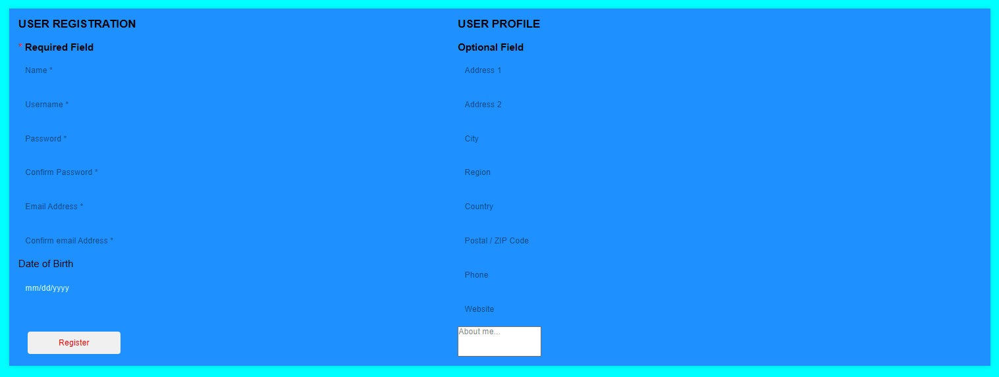 USER REGISTRATION
* Required Field
Name *
Username *
Password *
Confirm Password *
Email Address *
Confirm email Address *
Date of Birth
mm/dd/yyyy
Register
USER PROFILE
Optional Field
Address 1
Address 2
City
Region
Country
Postal / ZIP Code
Phone
Website
About me...